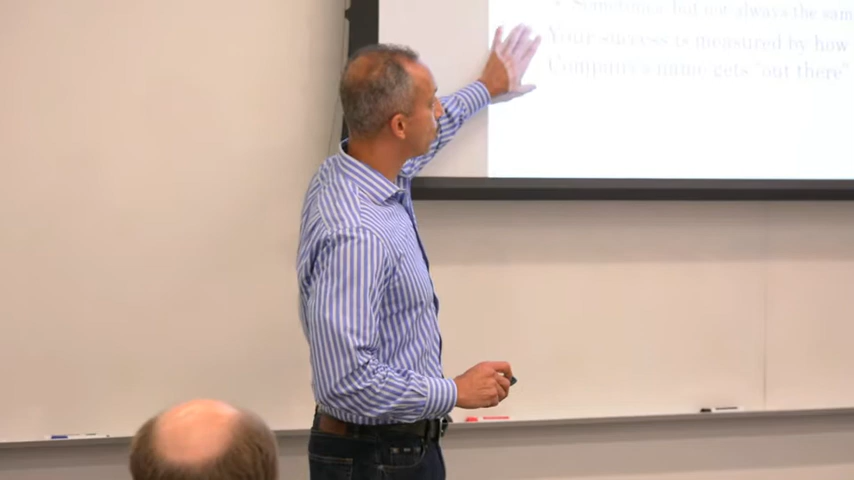 Sometimes, but not always the sam
Your success is measured by how
Company's name gets "out there"